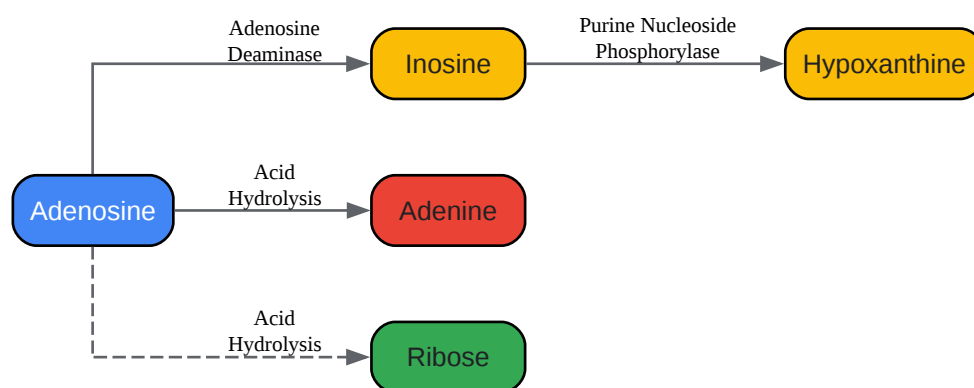 Adenosine
Deaminase
Purine Nucleoside
Phosphorylase
Inosine
Hypoxanthine
Acid
Hydrolysis
Adenosine
Adenine
Acid
Hydrolysis
Ribose